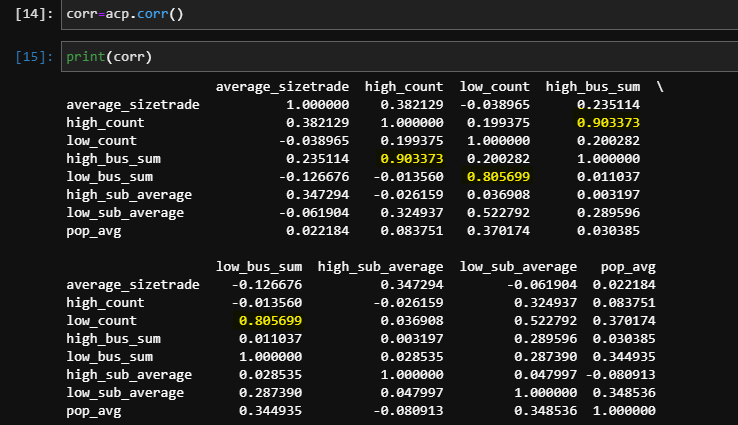 [14]: corr=acp.corr()
[15]: print(corr)
average_sizetrade high_count low_count high_bus_sum \
average_sizetrade 1.000000 0.382129 -0.038965 0.235114
high_count 0.382129 1.000000 0.199375 0.903373
low_count -0.038965 0.199375 1.000000 0.200282
high_bus_sum 0.235114 0.903373 0.200282 1.000000
low_bus_sum -0.126676 -0.013560 0.805699 0.011037
high_sub_average 0.347294 -0.026159 0.036908 0.003197
low_sub_average -0.061904 0.324937 0.522792 0.289596
pop_avg 0.022184 0.083751 0.370174 0.030385
low_bus_sum high_sub_average low_sub_average pop_avg
average_sizetrade -0.126676 0.347294 -0.061904 0.022184
high_count -0.013560 -0.026159 0.324937 0.083751
low_count 0.805699 0.036908 0.522792 0.370174
high_bus_sum 0.011037 0.003197 0.289596 0.030385
low_bus_sum 1.000000 0.028535 0.287390 0.344935
high_sub_average 0.028535 1.000000 0.047997 -0.080913
low_sub_average 0.287390 0.047997 1.000000 0.348536
pop_avg 0.344935 -0.080913 0.348536 1.000000